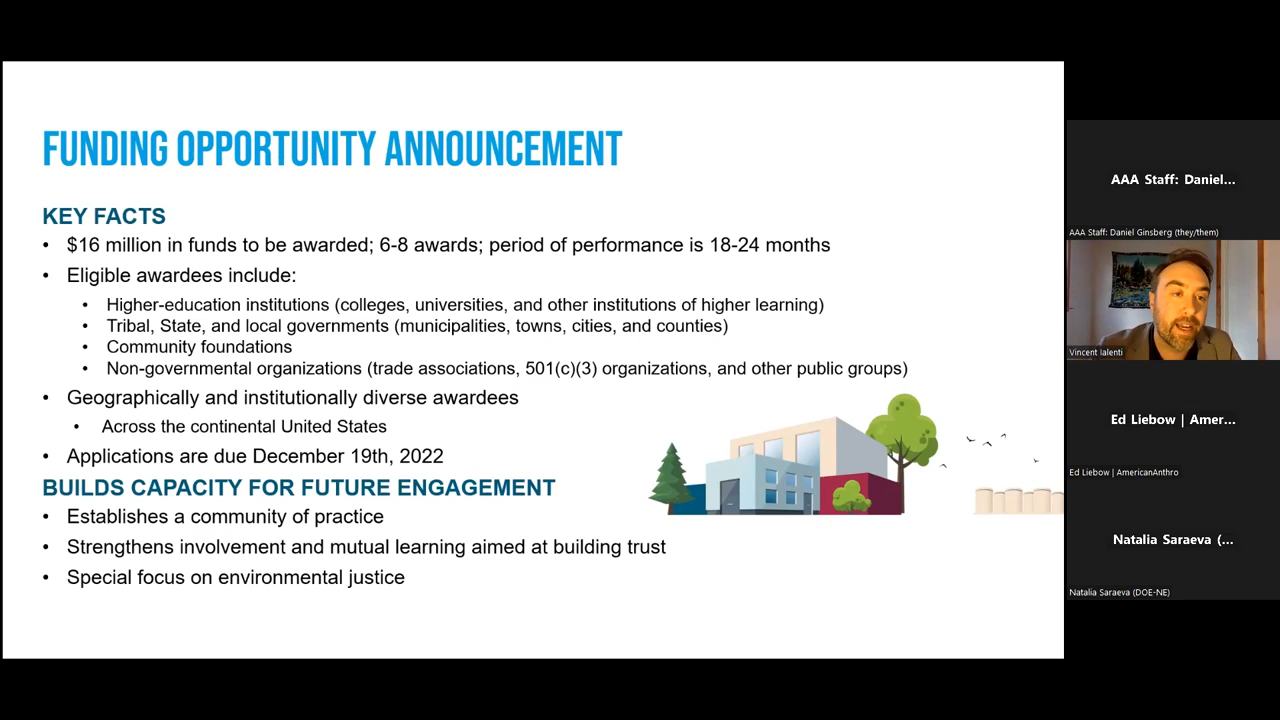 FUNDING OPPORTUNITY ANNOUNCEMENT
KEY FACTS
• $16 million in funds to be awarded; 6-8 awards; period of performance is 18-24 months
• Eligible awardees include:
• Higher-education institutions (colleges, universities, and other institutions of higher learning)
• Tribal, State, and local governments (municipalities, towns, cities, and counties)
• Community foundations
• Non-governmental organizations (trade associations, 501(c)(3) organizations, and other public groups)
• Geographically and institutionally diverse awardees
• Across the continental United States
• Applications are due December 19th, 2022
BUILDS CAPACITY FOR FUTURE ENGAGEMENT
• Establishes a community of practice
• Strengthens involvement and mutual learning aimed at building trust
• Special focus on environmental justice
AAA Staff: Daniel...
AAA Staff: Daniel Ginsberg (they/them)
Vincent Ialenti
Ed Liebow | Amer...
Ed Liebow | AmericanAnthro
Natalia Saraeva (...
Natalia Saraeva (DOE-NE)